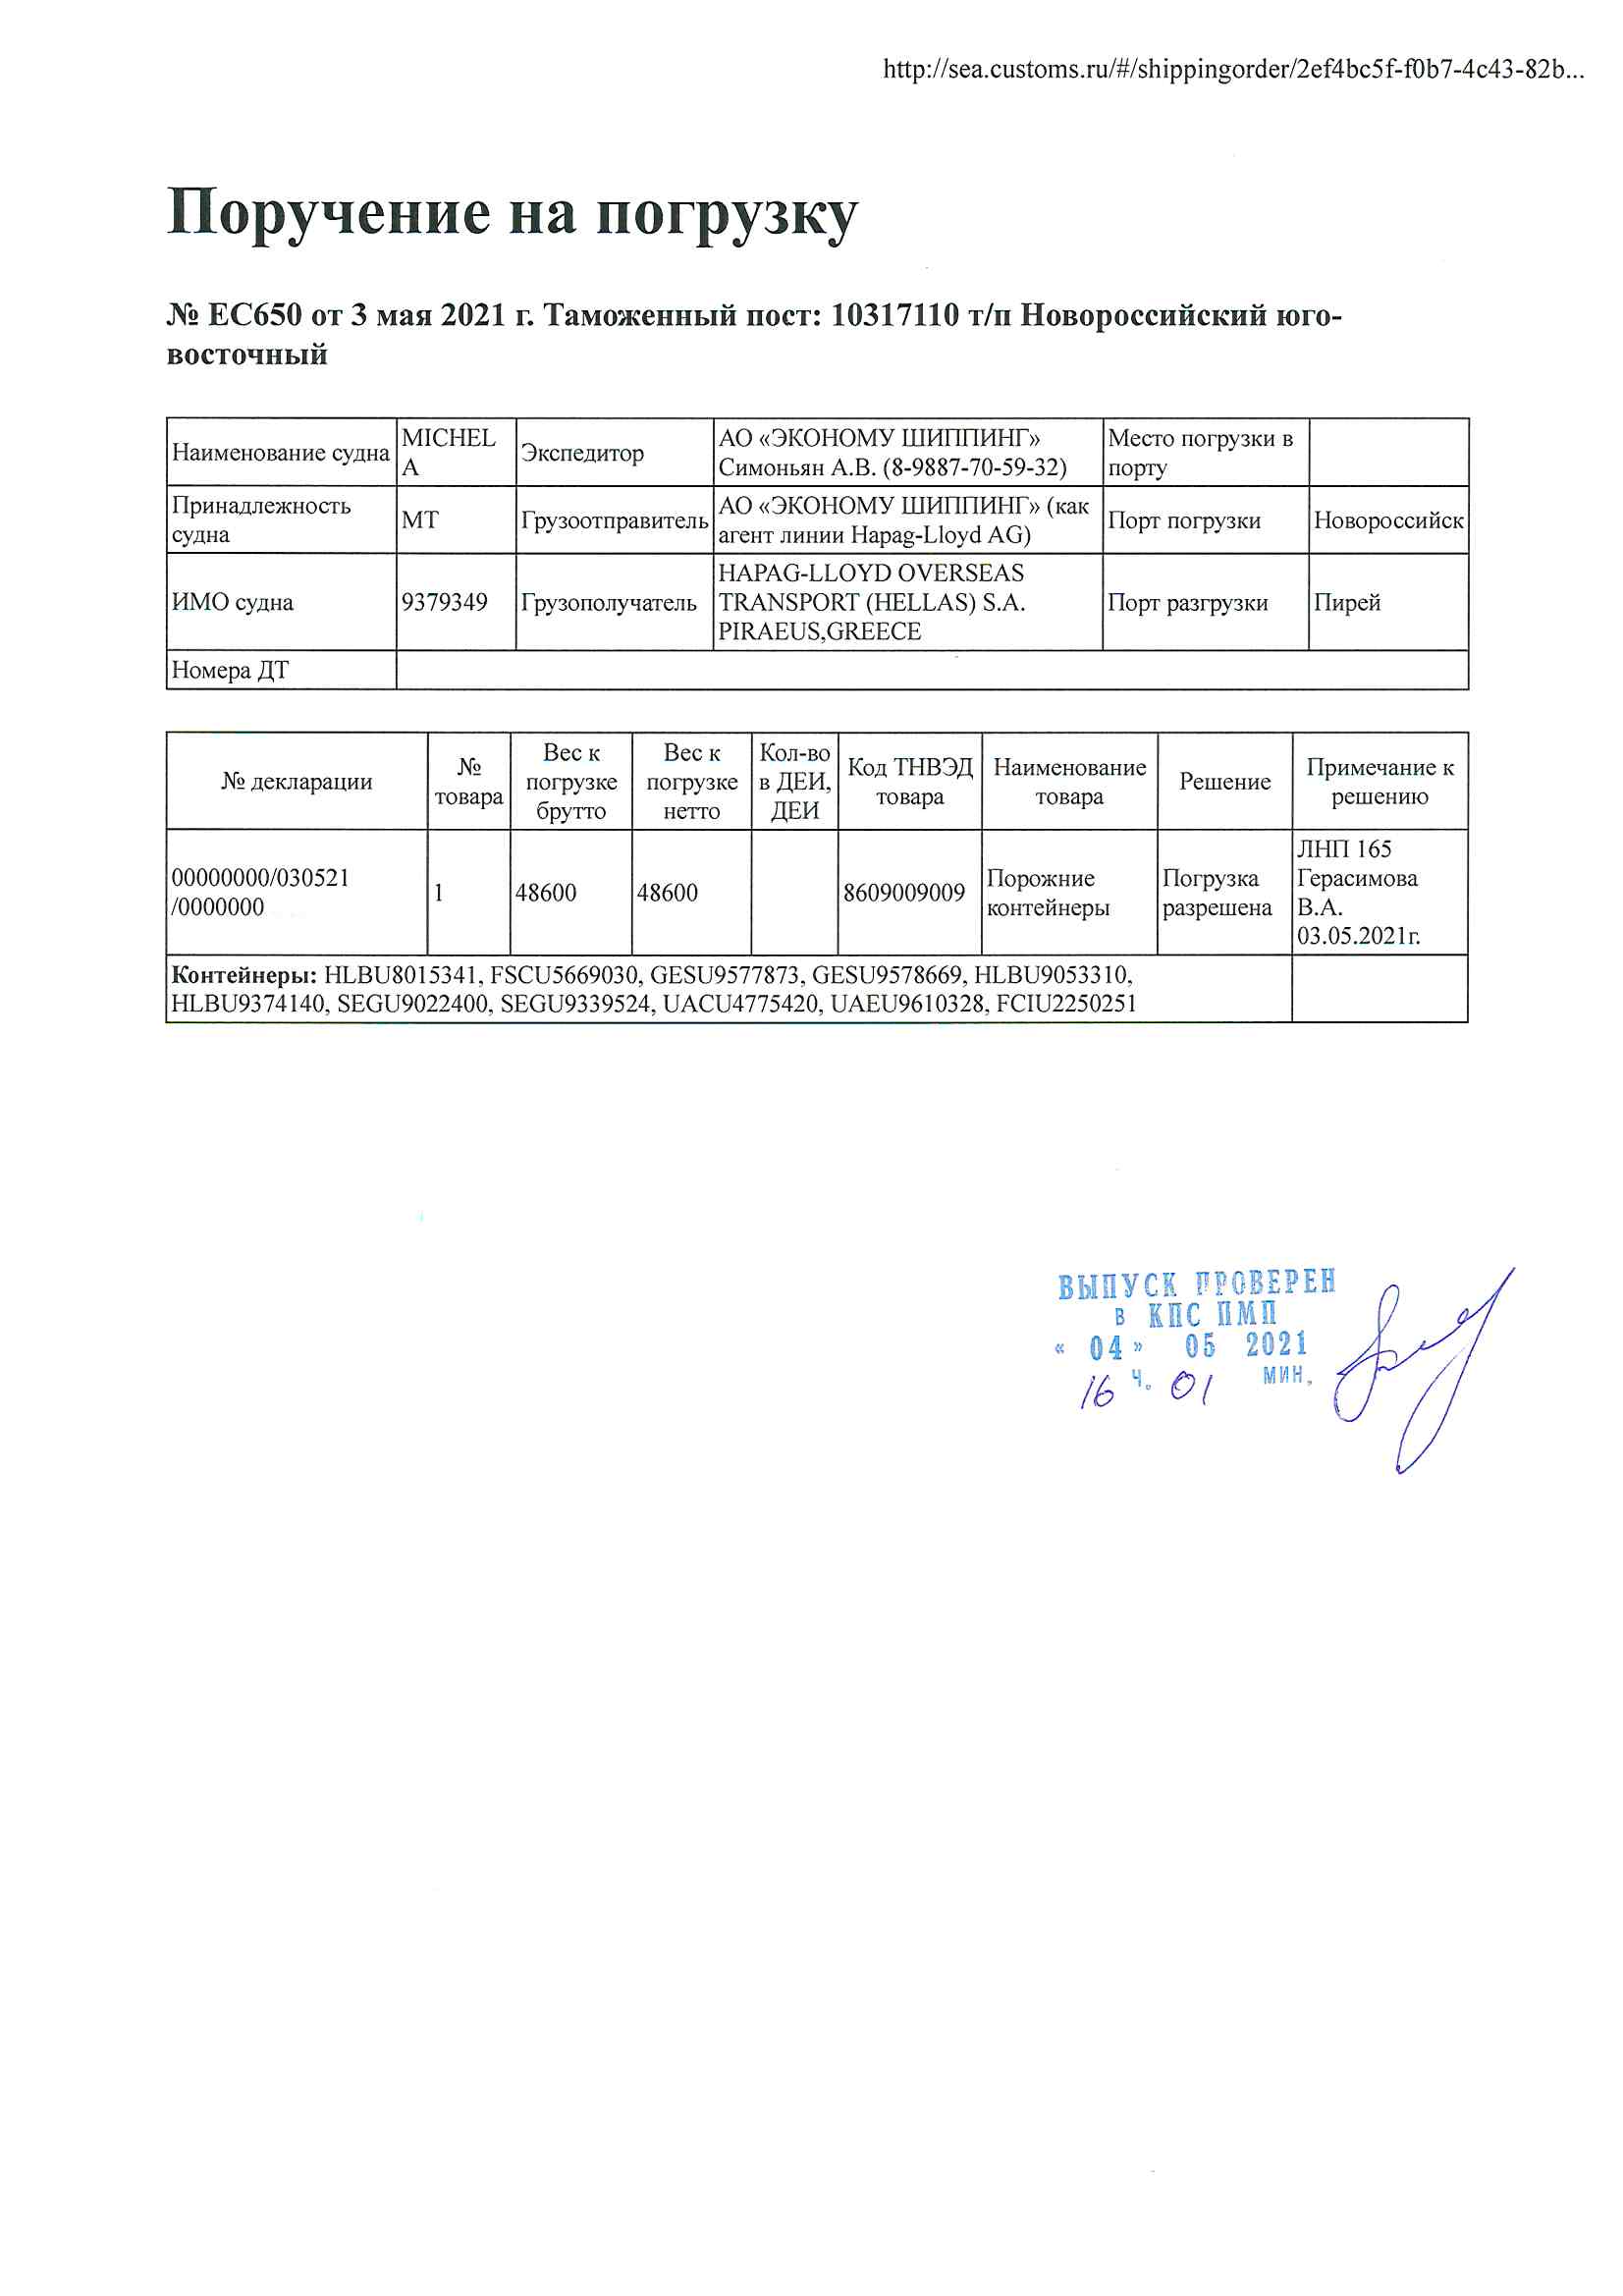 http://sea.customs.ru/#/shippingorder/2ef4bc5f-f0b7-4c43-82b...
Поручение на погрузку
№ ЕС650 от 3 мая 2021 г. Таможенный пост: 10317110 т/п Новороссийский юго-
восточный
Наименование судна
MICHEL
A
Экспедитор
АО «ЭКОНОМУ ШИППИНГ»
Симоньян А.В. (8-9887-70-59-32)
Место погрузки в
порту
Принадлежность
судна
МТ
Грузоотправитель
АО «ЭКОНОМУ ШИППИНГ» (как
агент линии Hapag-Lloyd AG)
Порт погрузки
Новороссийск
ИМО судна
9379349
Грузополучатель
HAPAG-LLOYD OVERSEAS
TRANSPORT (HELLAS) S.A.
PIRAEUS,GREECE
Порт разгрузки
Пирей
Номера ДТ
№ декларации
№
товара
Вес к
погрузке
брутто
Вес к
погрузке
нетто
Кол-во
в ДЕИ,
ДЕИ
Код ТНВЭД
товара
Наименование
товара
Решение
Примечание к
решению
00000000/030521
/0000000
1
48600
48600
8609009009
Порожние
контейнеры
Погрузка
разрешена
ЛНП 165
Герасимова
В.А.
03.05.2021г.
Контейнеры: HLBU8015341, FSCU5669030, GESU9577873, GESU9578669, HLBU9053310,
HLBU9374140, SEGU9022400, SEGU9339524, UACU4775420, UAEU9610328, FCIU2250251
ВЫПУСК ПРОВЕРЕН
в КПС ПМП
« 04 » 05 2021
16 ч. 01 мин.